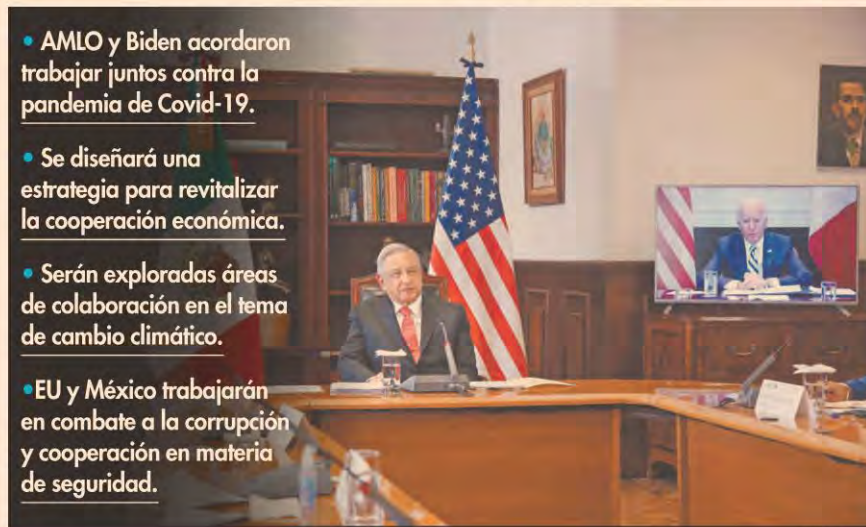 • AMLO y Biden acordaron
trabajar juntos contra la
pandemia de Covid-19.
• Se diseñará una
estrategia para revitalizar
la cooperación económica.
• Serán exploradas áreas
de colaboración en el tema
de cambio climático.
•EU y México trabajarán
en combate a la corrupción
y cooperación en materia
de seguridad.